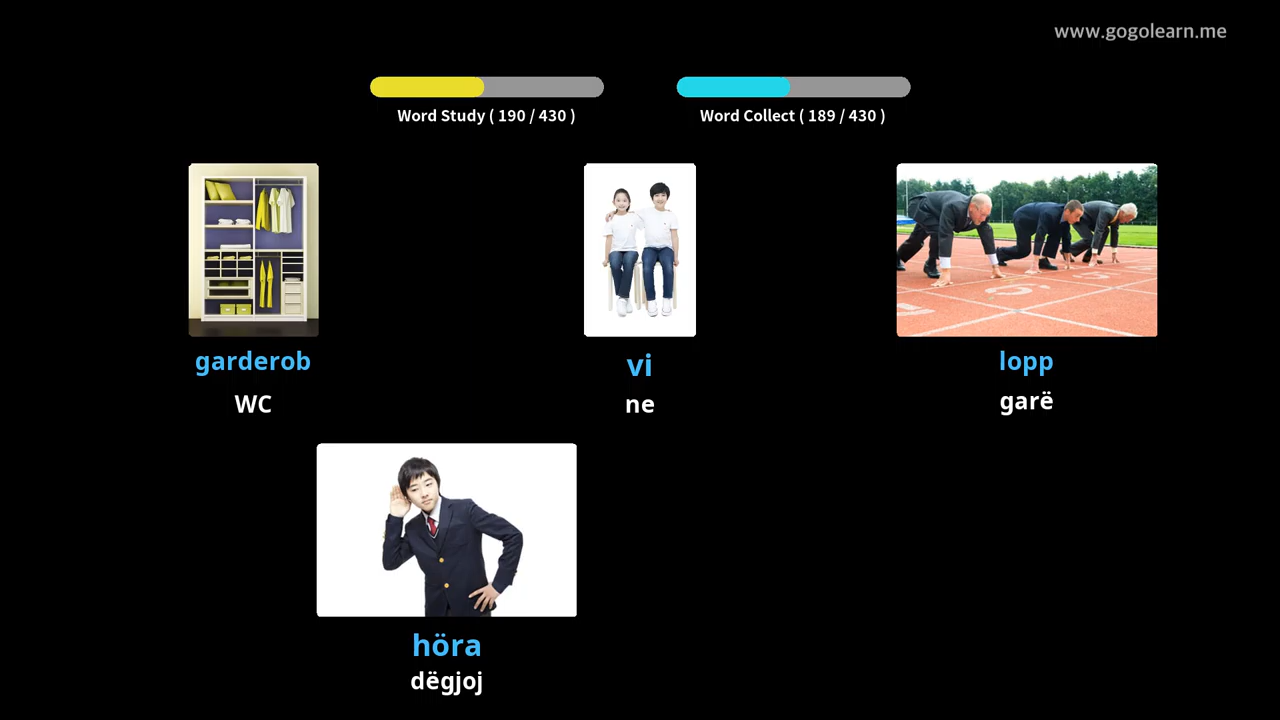 www.gogolearn.me
Word Study ( 190 / 430 )
Word Collect ( 189 / 430 )
garderob
vi
lopp
WC
ne
garë
höra
dëgjoj